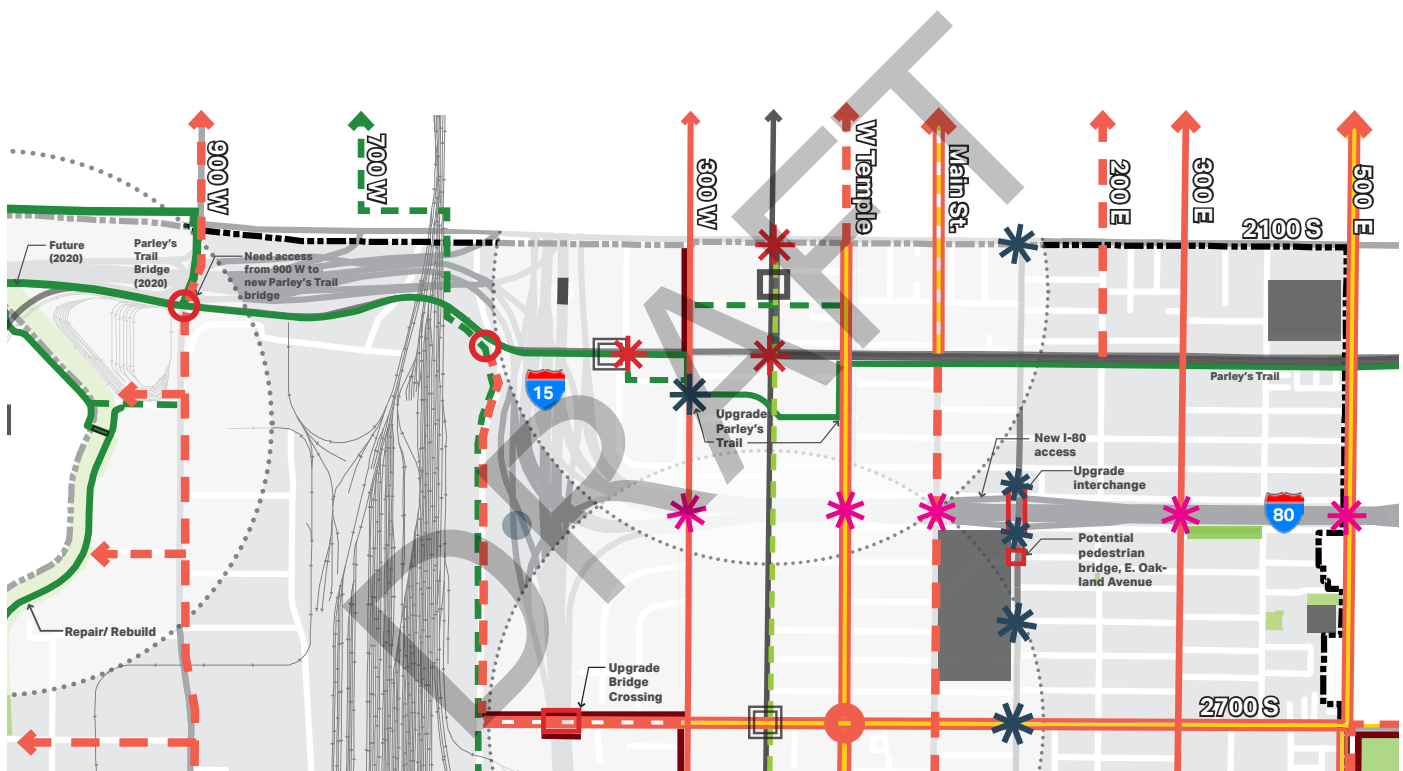 900 W
700 W
300 W
W Temple
Main St.
200 E
300 E
500 E
2100 S
Future
(2020)
Parley's
Trail
Bridge
(2020)
Need access
from 900 W to
new Parley's Trail
bridge
15
Parley's Trail
Upgrade
Parley's
Trail
New I-80
access
Upgrade
interchange
80
Potential
pedestrian
bridge, E. Oak-
land Avenue
Repair/ Rebuild
Upgrade
Bridge
Crossing
2700 S
DRAFT